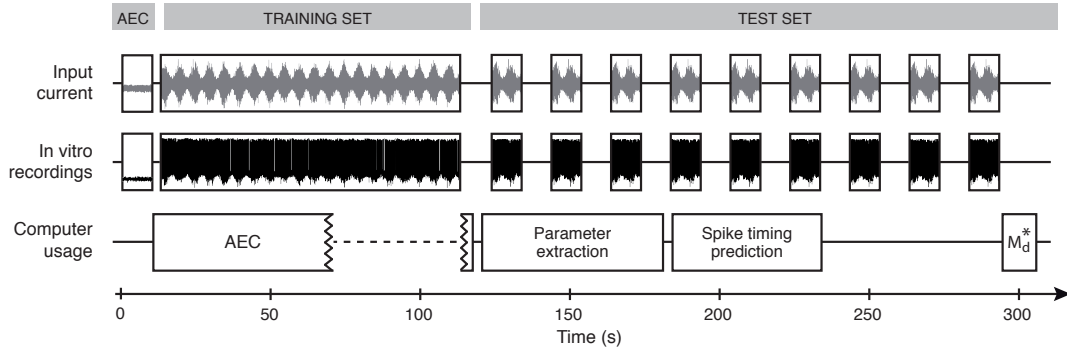 AEC TRAINING SET TEST SET
Input
current
In vitro
recordings
Computer
usage
AEC
Parameter
extraction
Spike timing
prediction
M*d
0 50 100 150 200 250 300
Time (s)